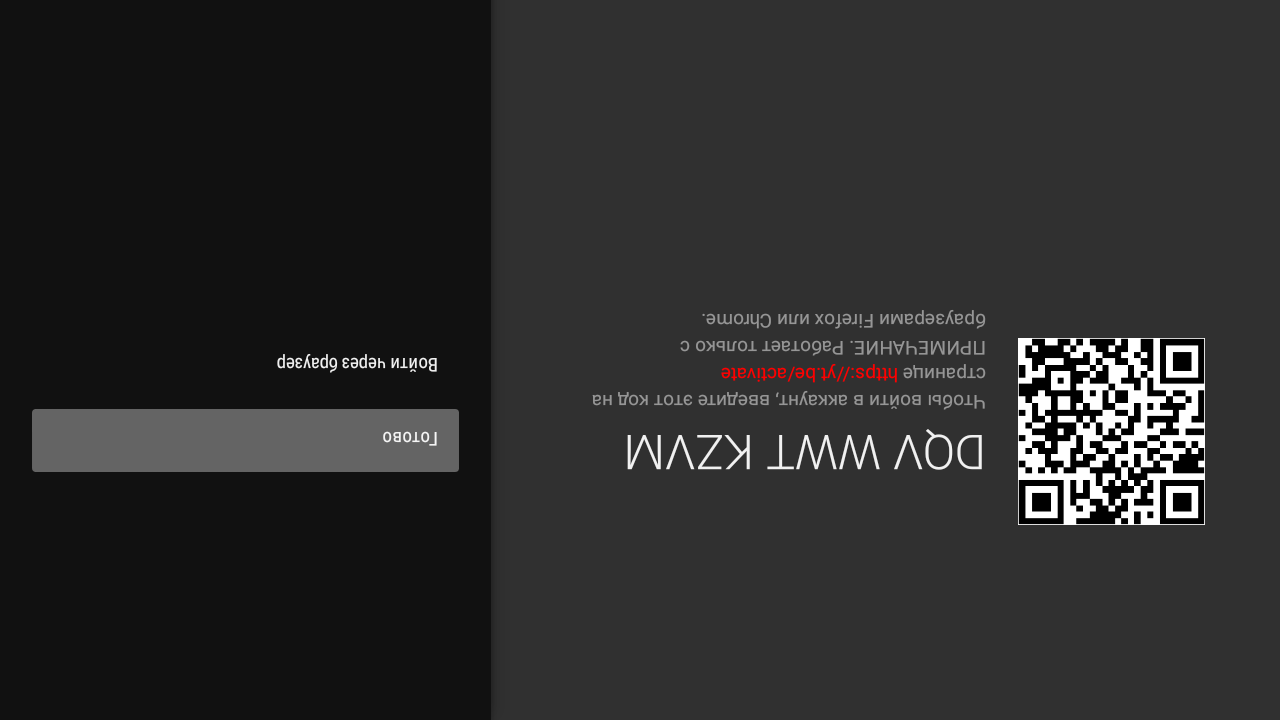 DQV WWT KZVM
Чтобы войти в аккаунт, введите этот код на
странице https://yt.be/activate
ПРИМЕЧАНИЕ. Работает только с
браузерами Firefox или Chrome.
Готово
Войти через браузер